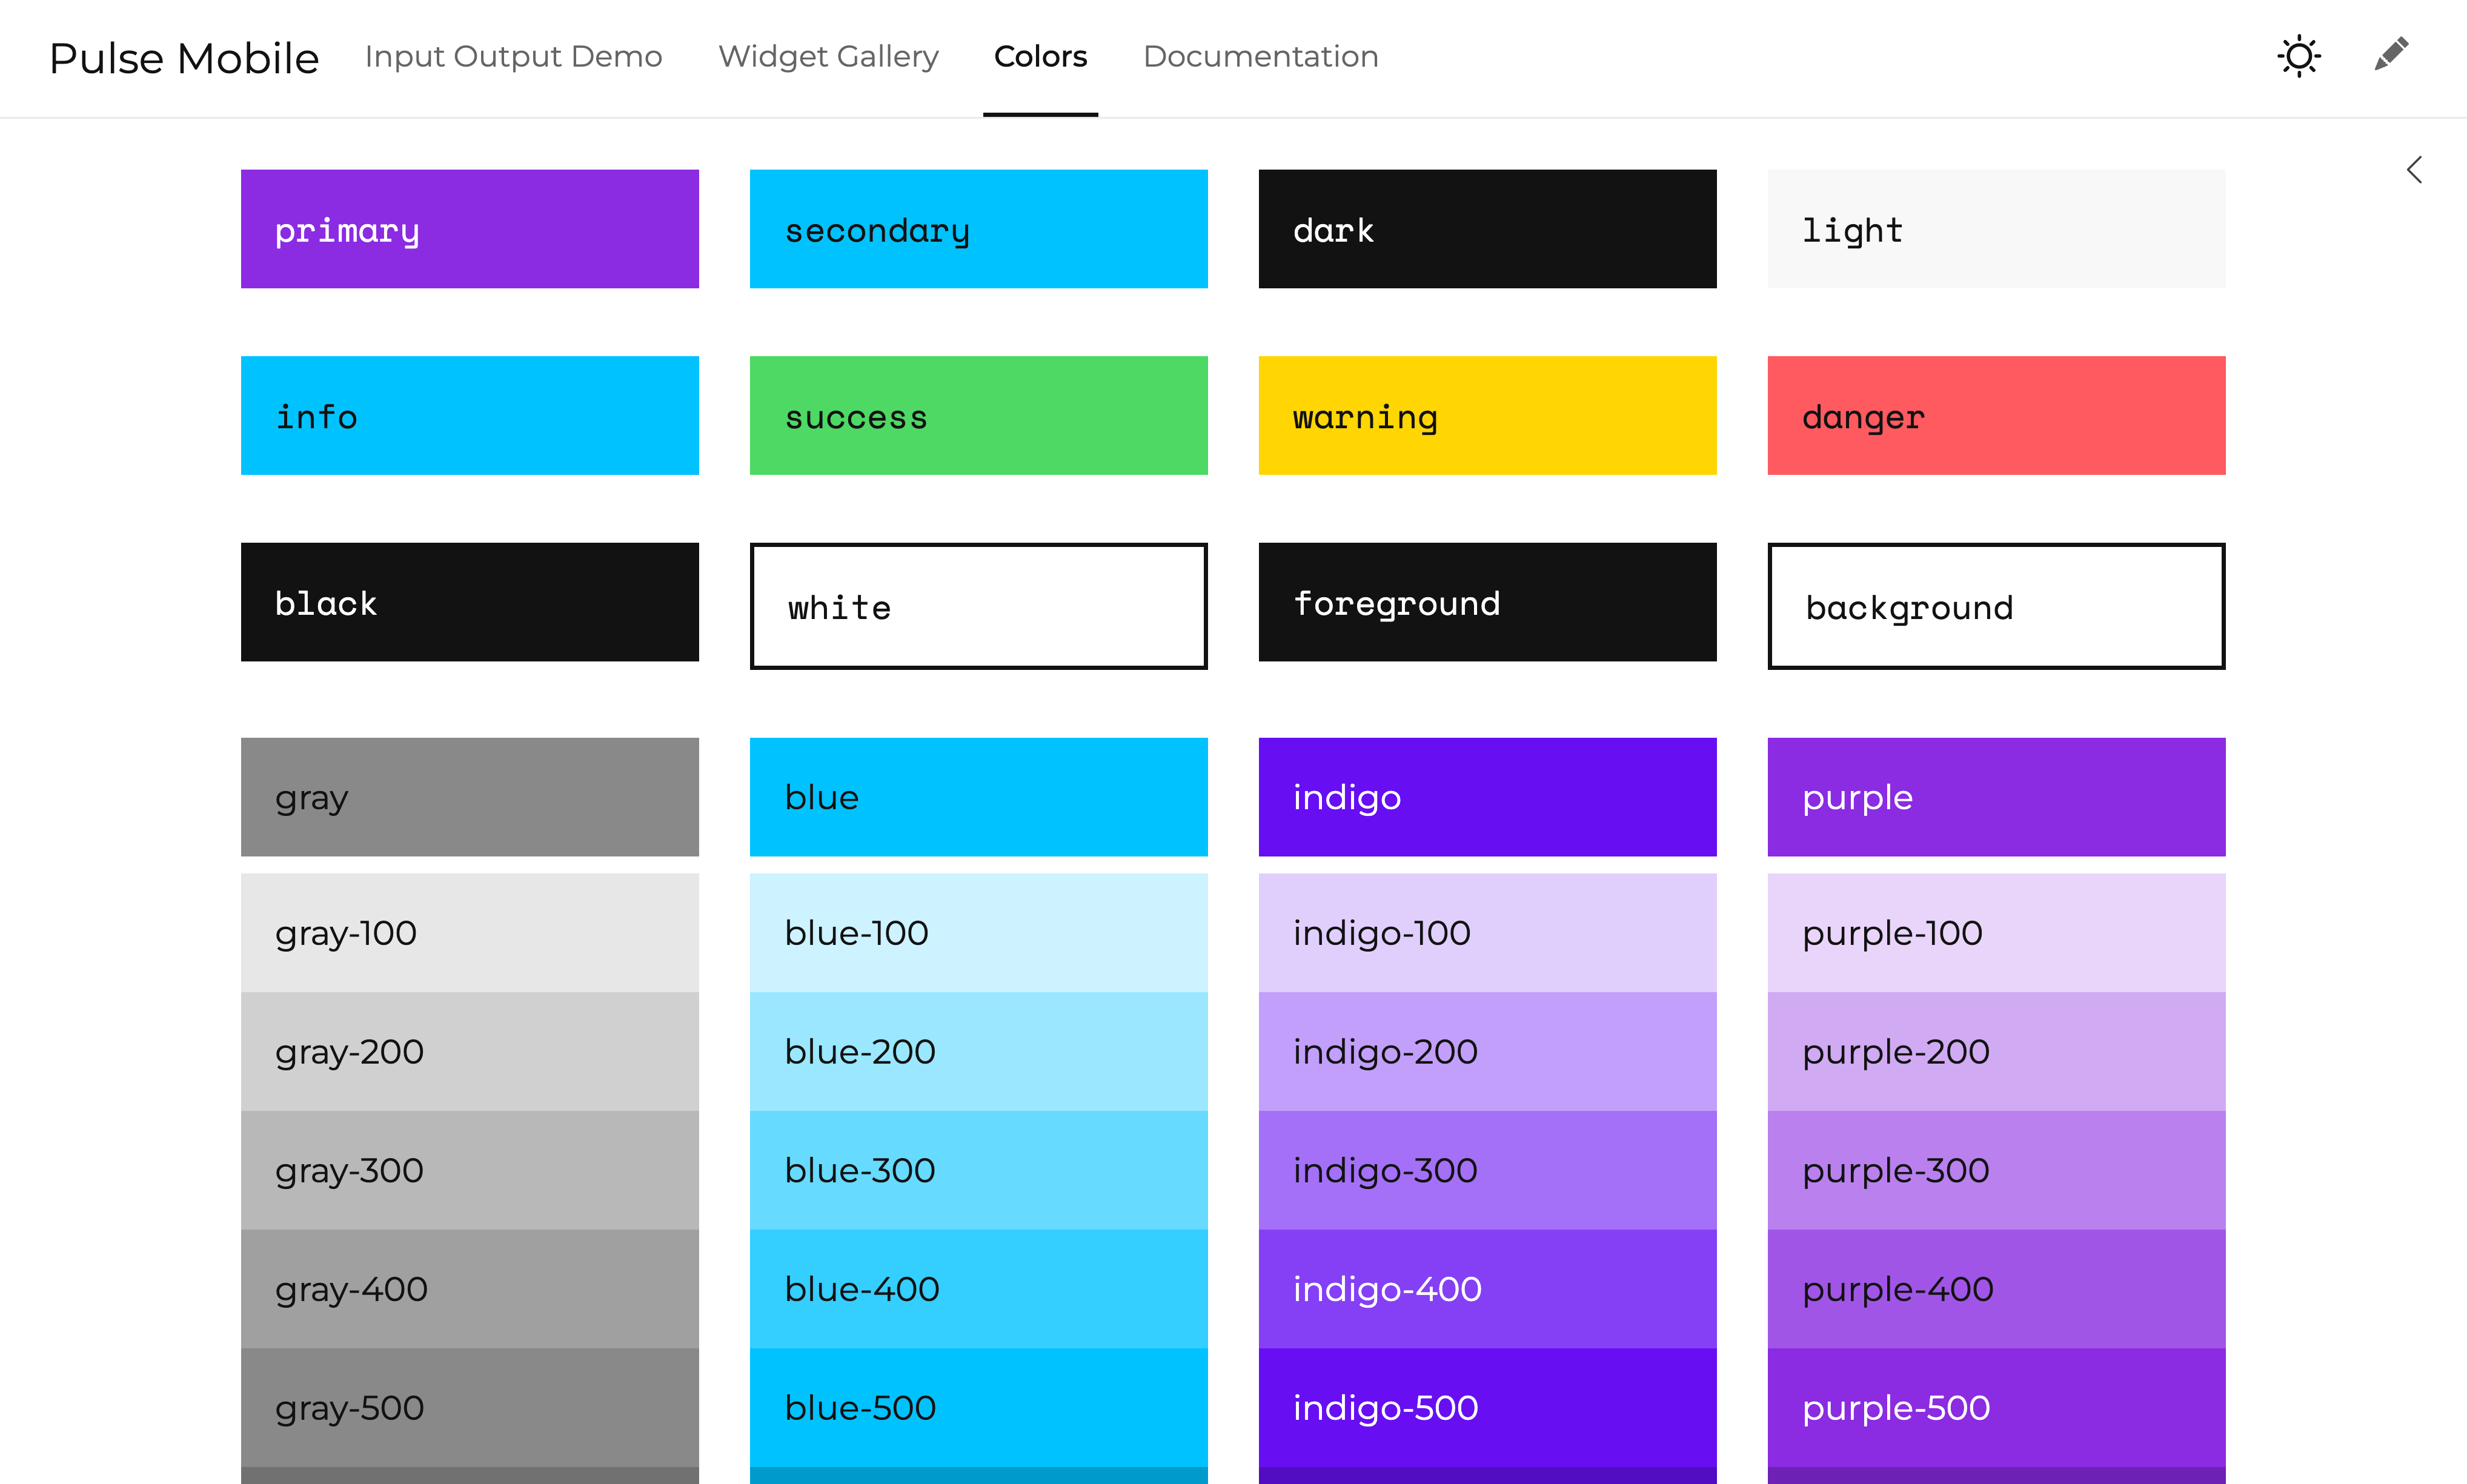 Pulse Mobile Input Output Demo Widget Gallery Colors Documentation
primary secondary dark light
info success warning danger
black white foreground background
gray blue indigo purple
gray-100 blue-100 indigo-100 purple-100
gray-200 blue-200 indigo-200 purple-200
gray-300 blue-300 indigo-300 purple-300
gray-400 blue-400 indigo-400 purple-400
gray-500 blue-500 indigo-500 purple-500